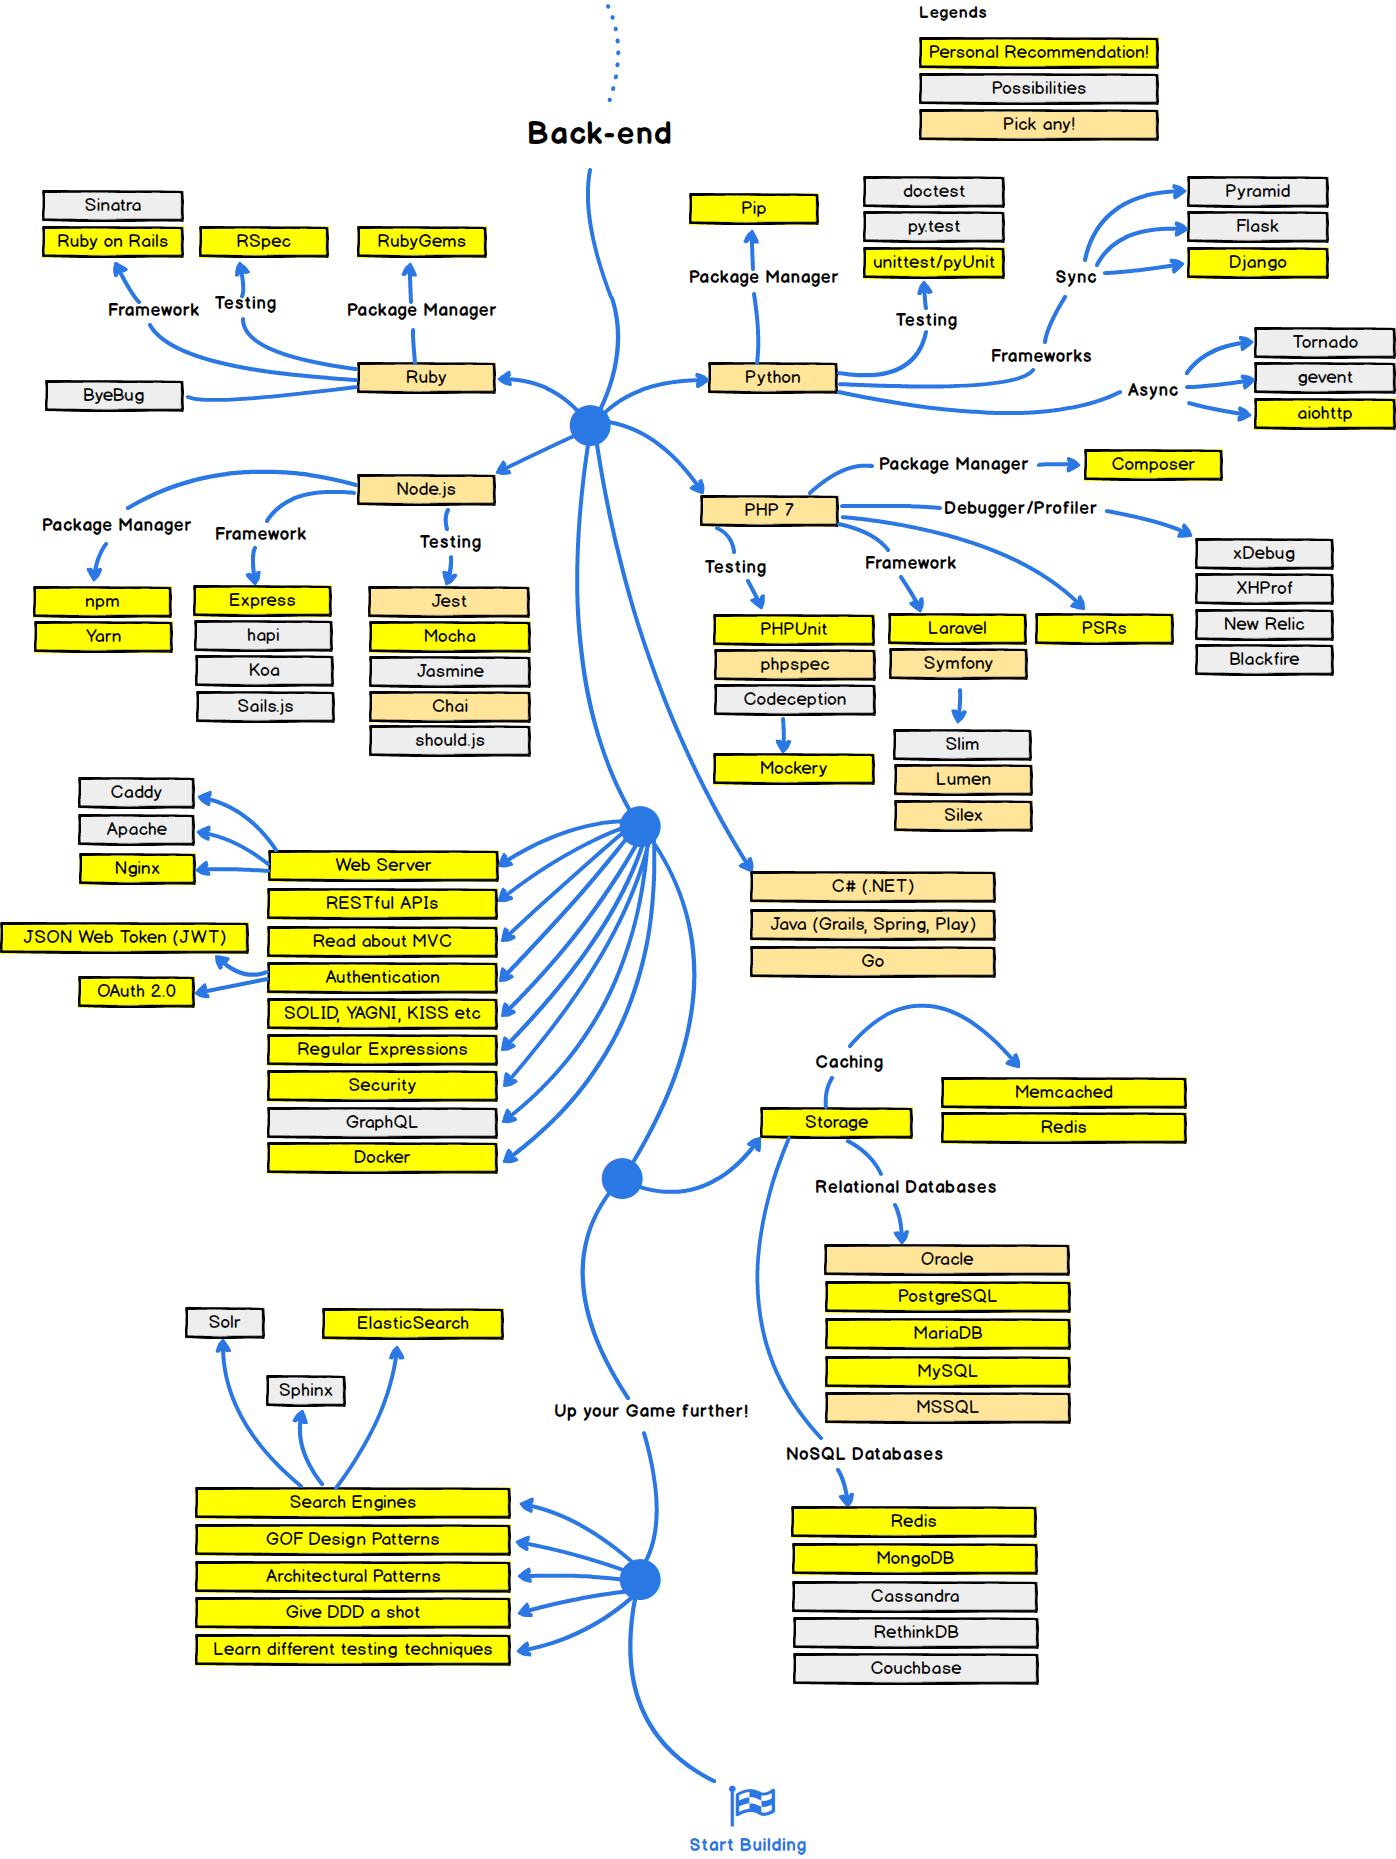 Legends
Personal Recommendation!
Possibilities
Pick any!
Back-end
Sinatra
Ruby on Rails
RSpec
RubyGems
Framework
Testing
Package Manager
Ruby
ByeBug
Pip
Package Manager
doctest
py.test
unittest/pyUnit
Testing
Python
Pyramid
Flask
Django
Sync
Frameworks
Async
Tornado
gevent
aiohttp
Node.js
Package Manager
Framework
Testing
npm
Yarn
Express
hapi
Koa
Sails.js
Jest
Mocha
Jasmine
Chai
should.js
PHP 7
Package Manager
Composer
Debugger/Profiler
xDebug
XHProf
New Relic
Blackfire
Testing
Framework
PHPUnit
phpspec
Codeception
Mockery
Laravel
Symfony
PSRs
Slim
Lumen
Silex
Caddy
Apache
Nginx
Web Server
RESTful APIs
JSON Web Token (JWT)
Read about MVC
Authentication
OAuth 2.0
SOLID, YAGNI, KISS etc
Regular Expressions
Security
GraphQL
Docker
C# (.NET)
Java (Grails, Spring, Play)
Go
Caching
Memcached
Redis
Storage
Relational Databases
Oracle
PostgreSQL
MariaDB
MySQL
MSSQL
NoSQL Databases
Redis
MongoDB
Cassandra
RethinkDB
Couchbase
Solr
ElasticSearch
Sphinx
Up your Game further!
Search Engines
GOF Design Patterns
Architectural Patterns
Give DDD a shot
Learn different testing techniques
Start Building